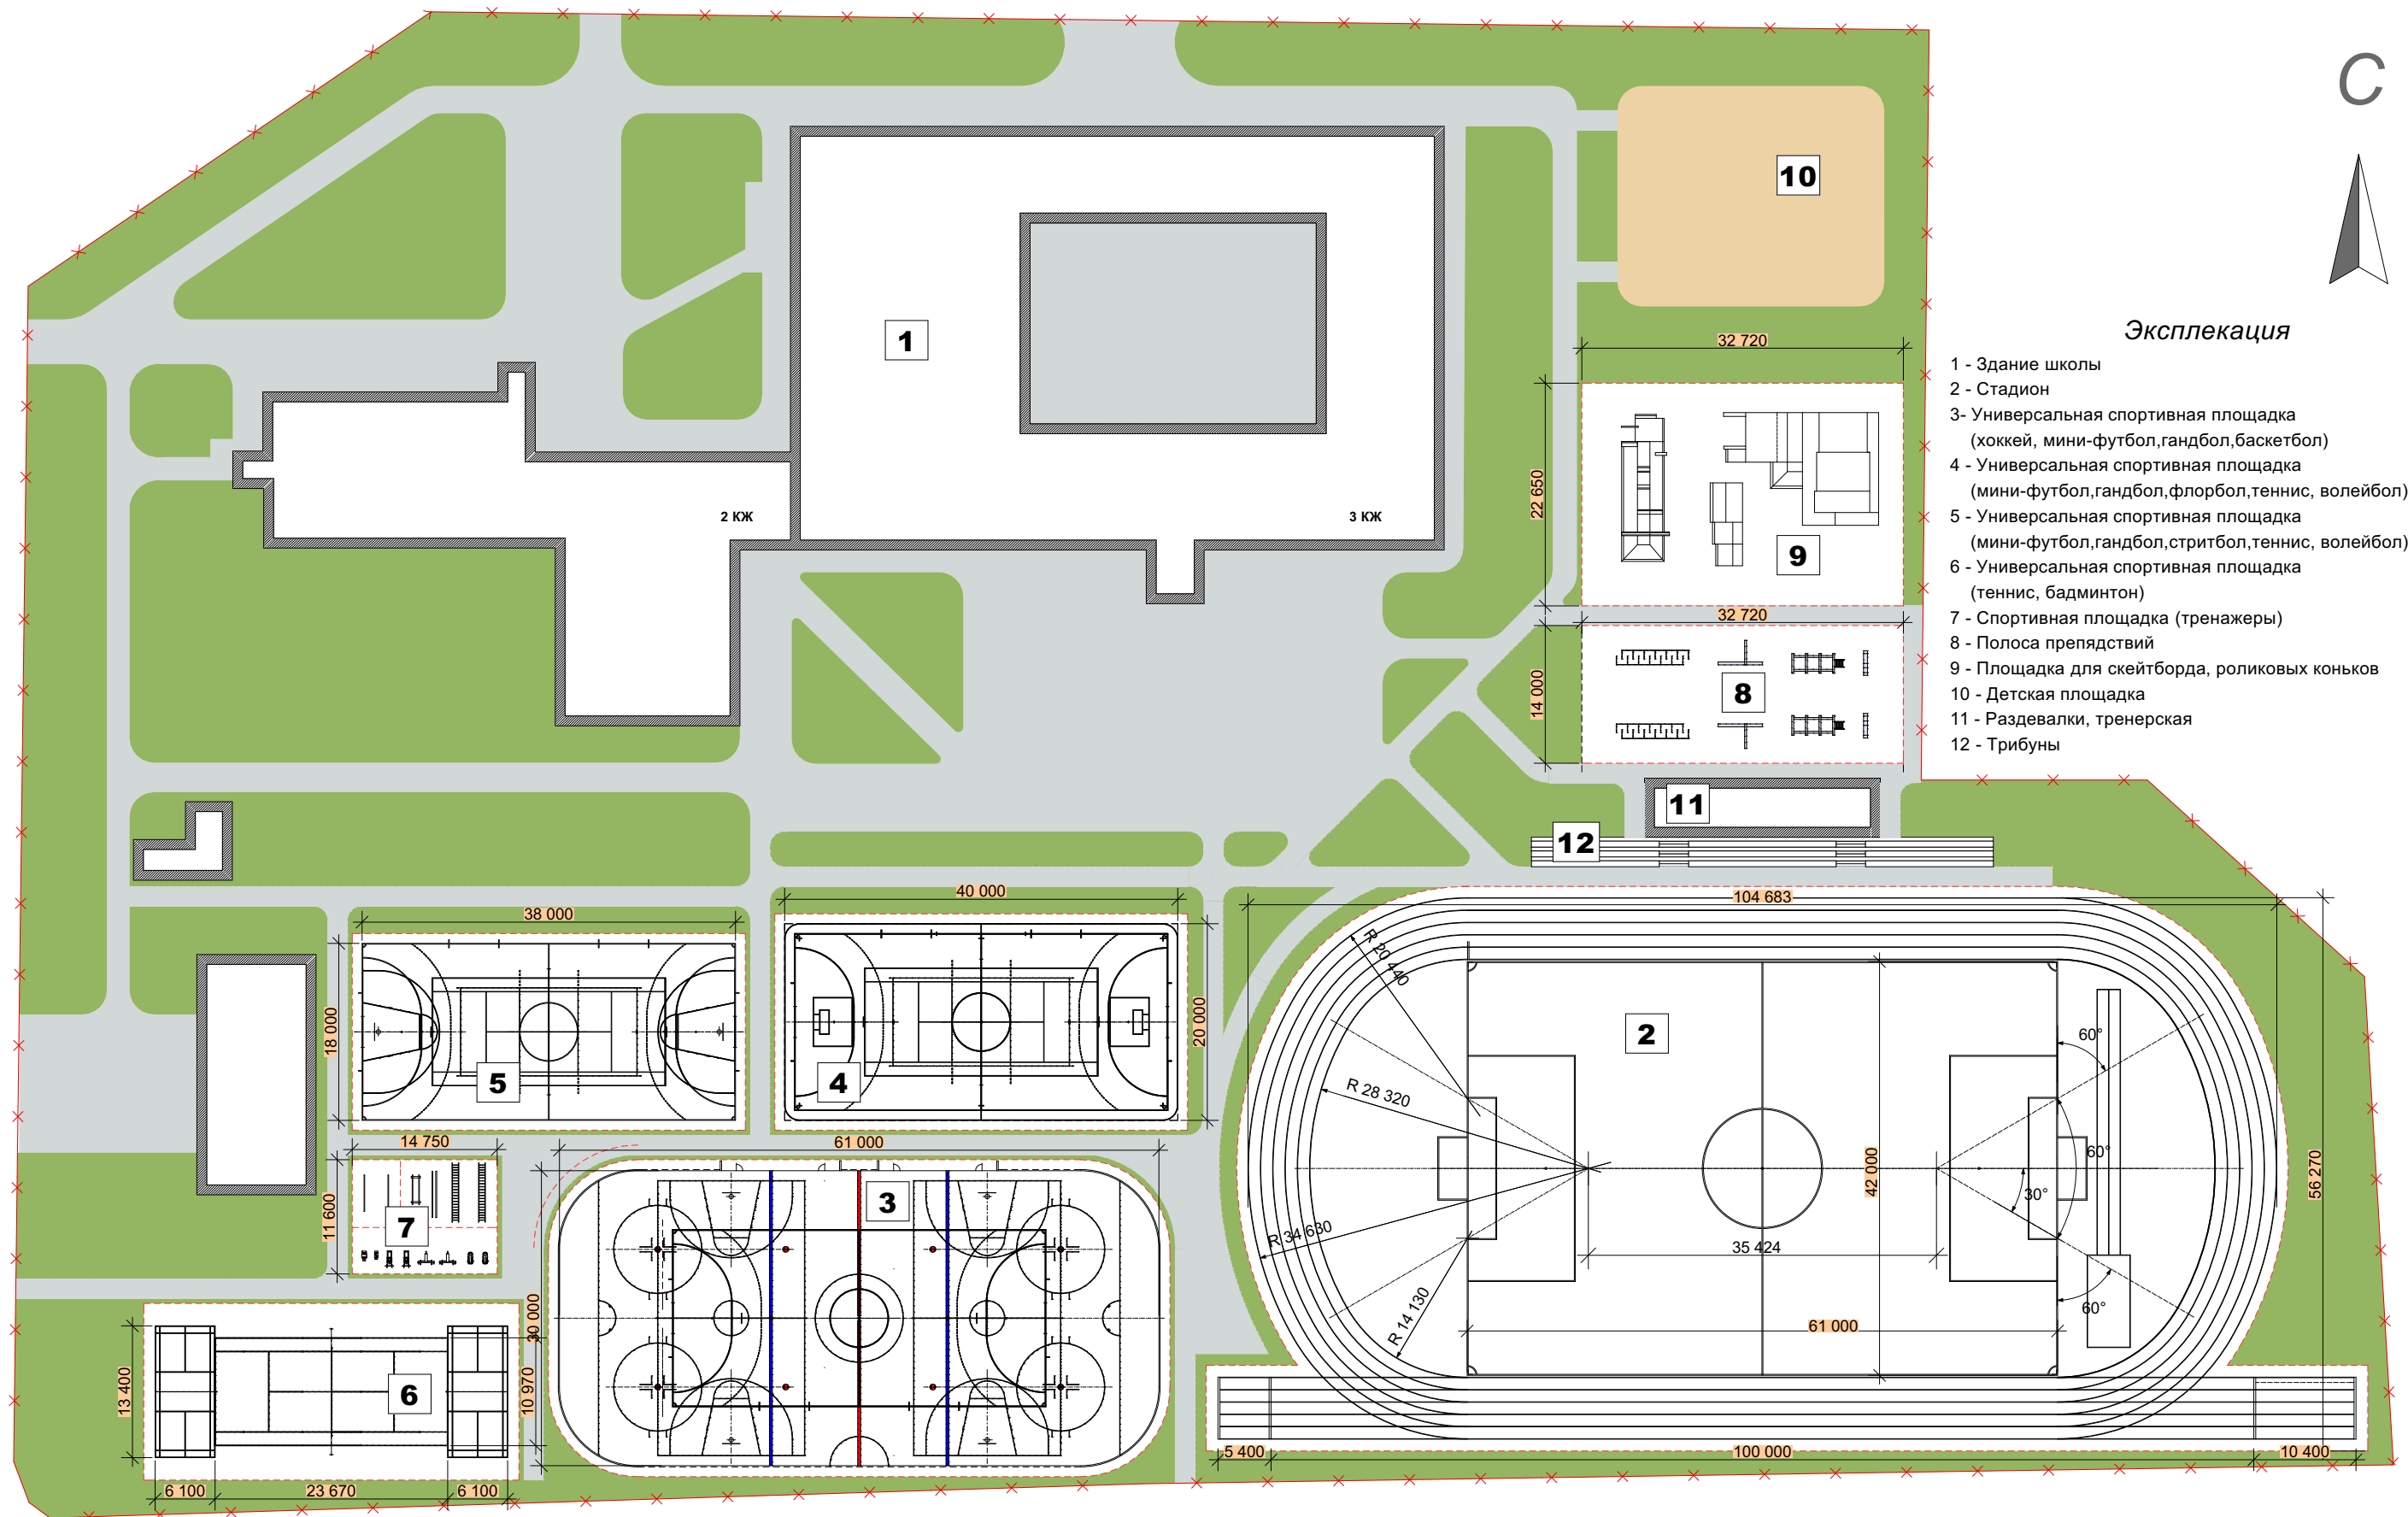 С
10
Эксплекация
1 - Здание школы
2 - Стадион
3- Универсальная спортивная площадка
(хоккей, мини-футбол,гандбол,баскетбол)
4 - Универсальная спортивная площадка
(мини-футбол,гандбол,флорбол,теннис, волейбол)
5 - Универсальная спортивная площадка
(мини-футбол,гандбол,стритбол,теннис, волейбол)
6 - Универсальная спортивная площадка
(теннис, бадминтон)
7 - Спортивная площадка (тренажеры)
8 - Полоса препядствий
9 - Площадка для скейтборда, роликовых коньков
10 - Детская площадка
11 - Раздевалки, тренерская
12 - Трибуны
1
32 720
22 650
2 КЖ
3 КЖ
9
32 720
14 000
8
11
12
38 000
40 000
104 683
R 20 440
18 000
20 000
2
60°
5
4
R 28 320
14 750
61 000
42 000
60°
56 270
11 600
7
3
30°
R 34 630
35 424
30 000
R 14 130
60°
61 000
13 400
6
10 970
5 400
100 000
10 400
6 100
23 670
6 100